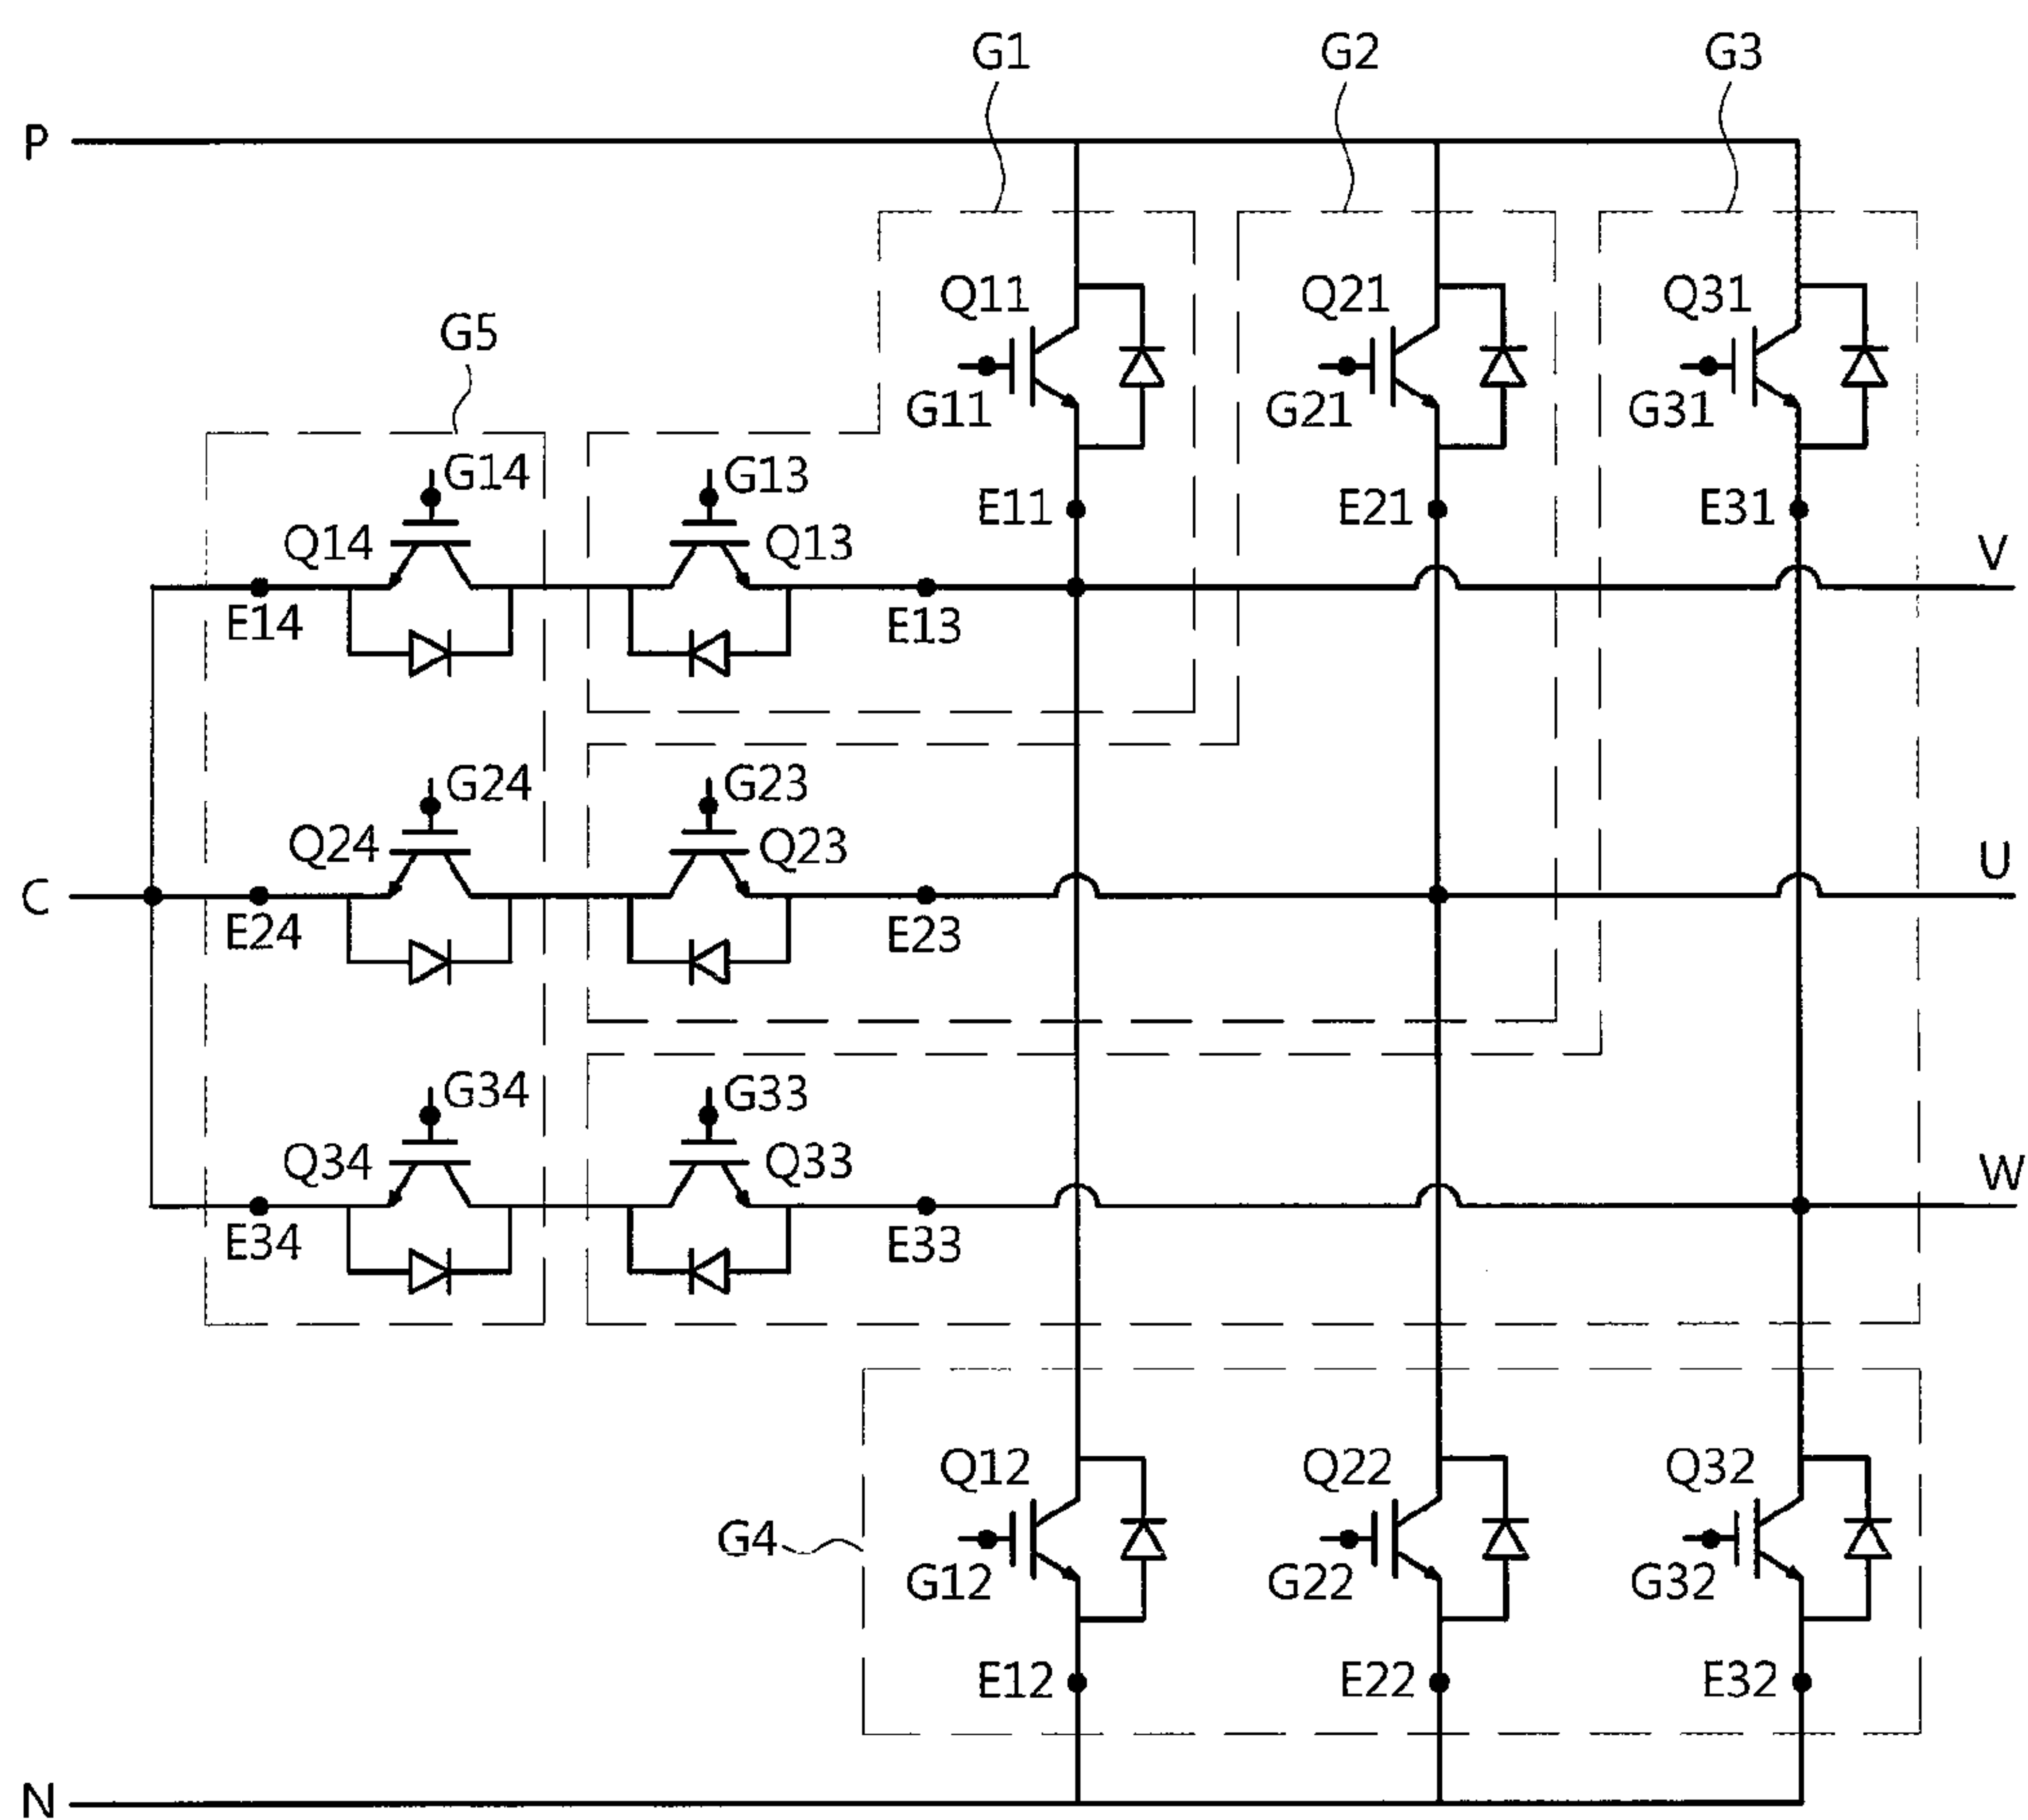 G1 G2 G3
P
Q11 Q21 Q31
G5
G11 G21 G31
G14 G13
E11 E21 E31
Q14 Q13
V
E14 E13
G24 G23
Q24 Q23
U
C
E24 E23
G34 G33
Q34 Q33
W
E34 E33
Q12 Q22 Q32
G4
G12 G22 G32
E12 E22 E32
N